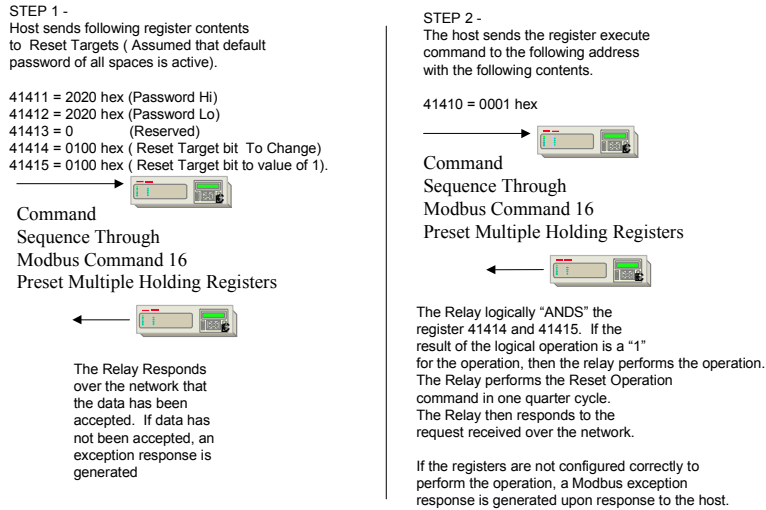 STEP 1 -
Host sends following register contents
to Reset Targets ( Assumed that default
password of all spaces is active).
41411 = 2020 hex (Password Hi)
41412 = 2020 hex (Password Lo)
41413 = 0 (Reserved)
41414 = 0100 hex ( Reset Target bit To Change)
41415 = 0100 hex ( Reset Target bit to value of 1).
Command
Sequence Through
Modbus Command 16
Preset Multiple Holding Registers
The Relay Responds
over the network that
the data has been
accepted. If data has
not been accepted, an
exception response is
generated
STEP 2 -
The host sends the register execute
command to the following address
with the following contents.
41410 = 0001 hex
Command
Sequence Through
Modbus Command 16
Preset Multiple Holding Registers
The Relay logically “ANDS” the
register 41414 and 41415. If the
result of the logical operation is a “1”
for the operation, then the relay performs the operation.
The Relay performs the Reset Operation
command in one quarter cycle.
The Relay then responds to the
request received over the network.
If the registers are not configured correctly to
perform the operation, a Modbus exception
response is generated upon response to the host.